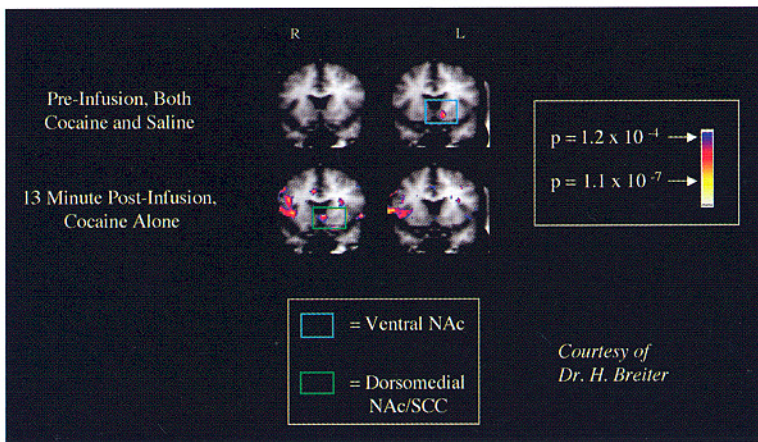 R L
Pre-Infusion, Both
Cocaine and Saline
p = 1.2 x 10 -4
p = 1.1 x 10 -7
13 Minute Post-Infusion,
Cocaine Alone
= Ventral NAc
= Dorsomedial
NAc/SCC
Courtesy of
Dr. H. Breiter